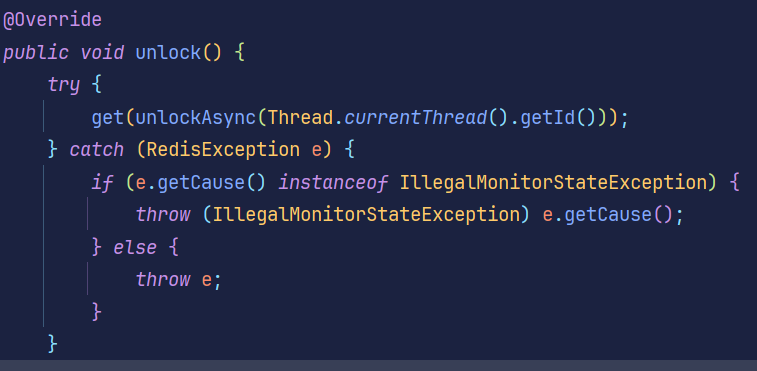 @Override
public void unlock() {
    try {
        get(unlockAsync(Thread.currentThread().getId()));
    } catch (RedisException e) {
        if (e.getCause() instanceof IllegalMonitorStateException) {
            throw (IllegalMonitorStateException) e.getCause();
        } else {
            throw e;
        }
    }